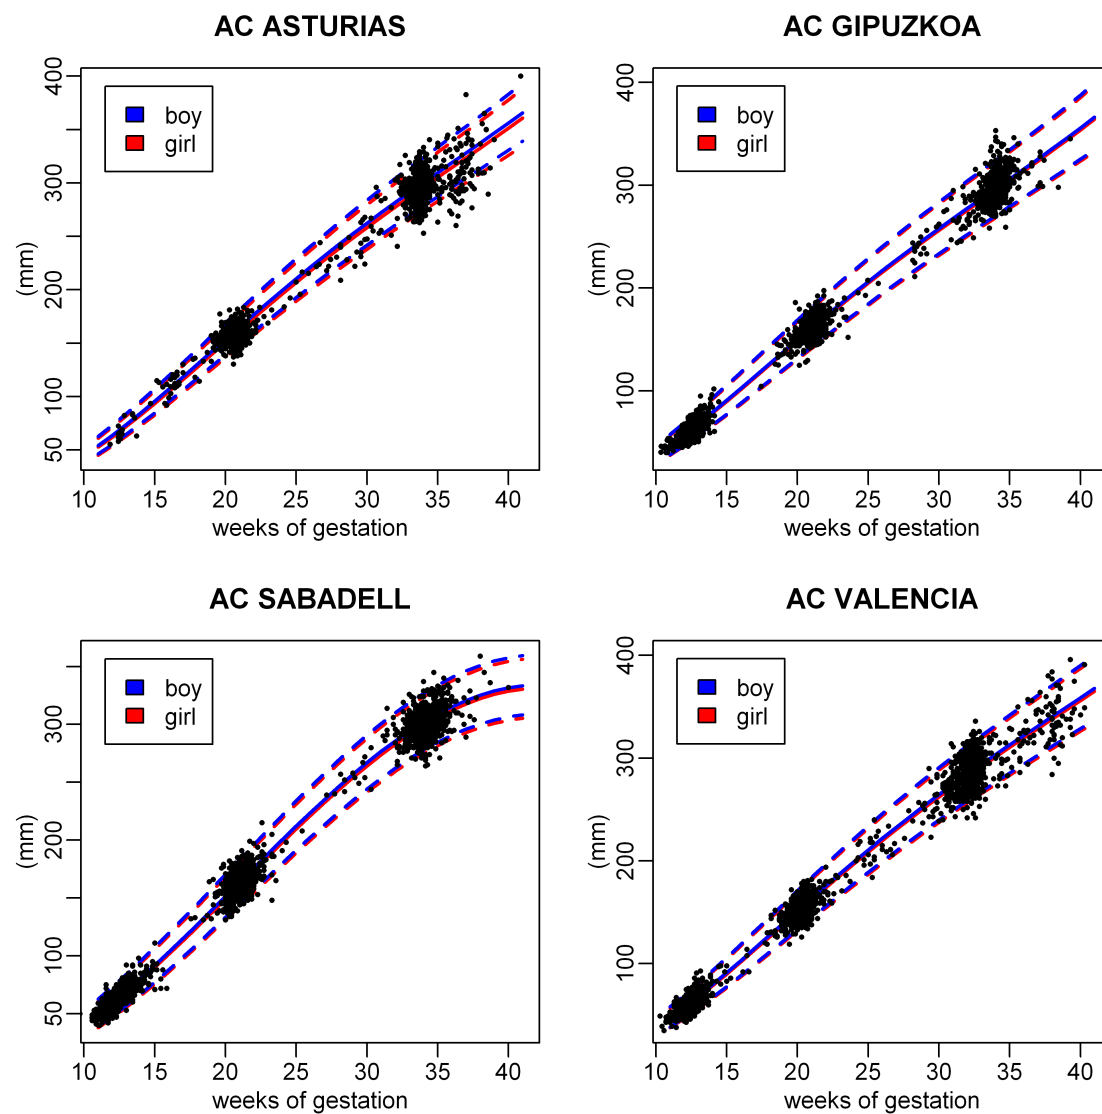 AC ASTURIAS
400
300
200
100
50
(mm)
boy
girl
10 15 20 25 30 35 40
weeks of gestation
AC GIPUZKOA
400
300
200
100
(mm)
boy
girl
10 15 20 25 30 35 40
weeks of gestation
AC SABADELL
300
200
100
50
(mm)
boy
girl
10 15 20 25 30 35 40
weeks of gestation
AC VALENCIA
400
300
200
100
(mm)
boy
girl
10 15 20 25 30 35 40
weeks of gestation